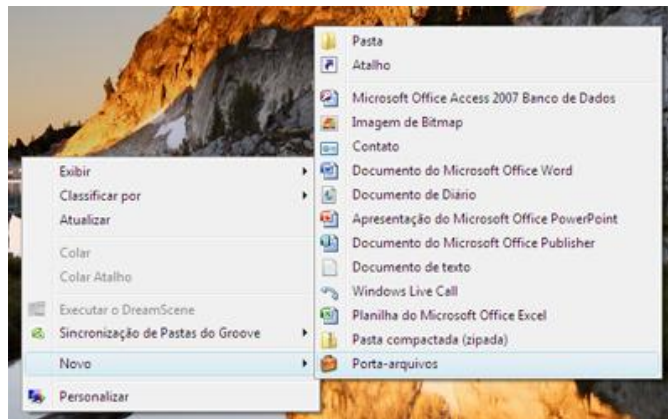 Exibir
Classificar por
Atualizar
Colar
Colar Atalho
Executar o DreamScene
Sincronização de Pastas do Groove
Novo
Personalizar
Pasta
Atalho
Microsoft Office Access 2007 Banco de Dados
Imagem de Bitmap
Contato
Documento do Microsoft Office Word
Documento de Diário
Apresentação do Microsoft Office PowerPoint
Documento do Microsoft Office Publisher
Documento de texto
Windows Live Call
Planilha do Microsoft Office Excel
Pasta compactada (zipada)
Porta-arquivos